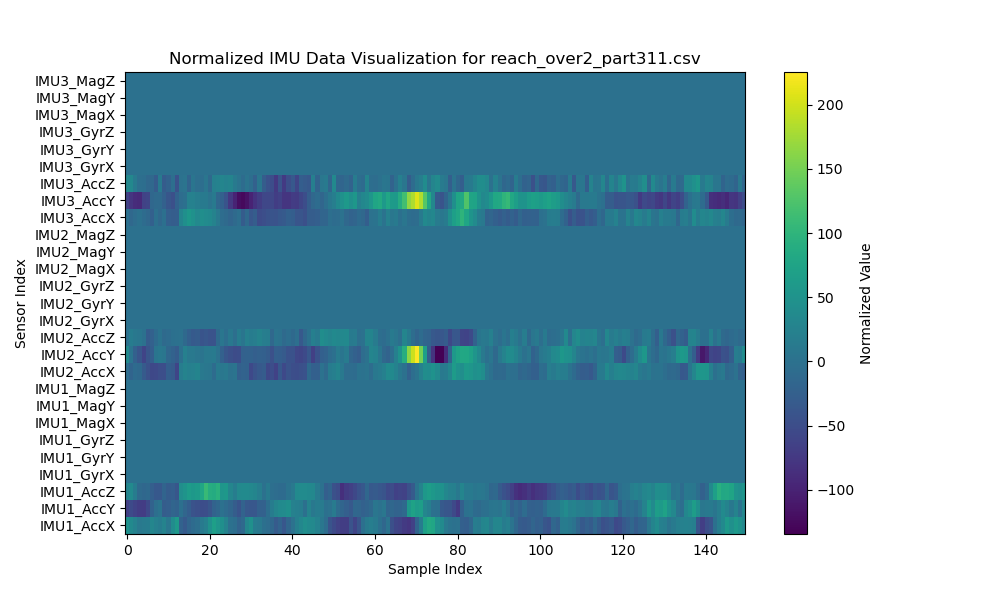 Normalized IMU Data Visualization for reach_over2_part311.csv
IMU3_MagZ
IMU3_MagY
IMU3_MagX
IMU3_GyrZ
IMU3_GyrY
IMU3_GyrX
IMU3_AccZ
IMU3_AccY
IMU3_AccX
IMU2_MagZ
IMU2_MagY
IMU2_MagX
IMU2_GyrZ
IMU2_GyrY
IMU2_GyrX
IMU2_AccZ
IMU2_AccY
IMU2_AccX
IMU1_MagZ
IMU1_MagY
IMU1_MagX
IMU1_GyrZ
IMU1_GyrY
IMU1_GyrX
IMU1_AccZ
IMU1_AccY
IMU1_AccX
Sensor Index
0 20 40 60 80 100 120 140
Sample Index
200
150
100
50
0
−50
−100
Normalized Value